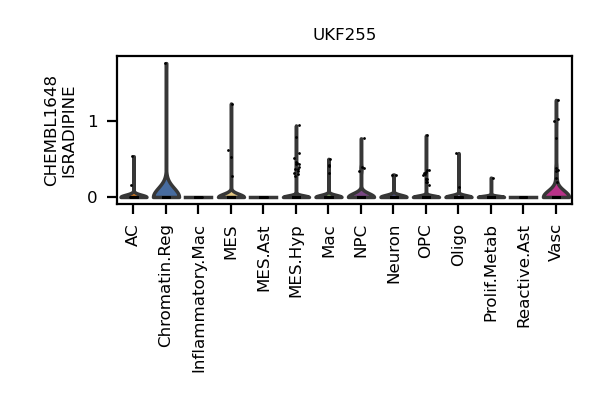 UKF255
CHEMBL1648
ISRADIPINE
1
0
AC
Chromatin.Reg
Inflammatory.Mac
MES
MES.Ast
MES.Hyp
Mac
NPC
Neuron
OPC
Oligo
Prolif.Metab
Reactive.Ast
Vasc